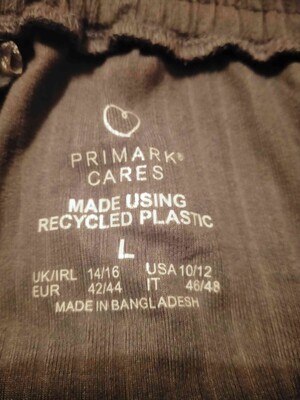 PRIMARK®
CARES
MADE USING
RECYCLED PLASTIC
L
UK/IRL 14/16 USA 10/12
EUR 42/44 IT 46/48
MADE IN BANGLADESH